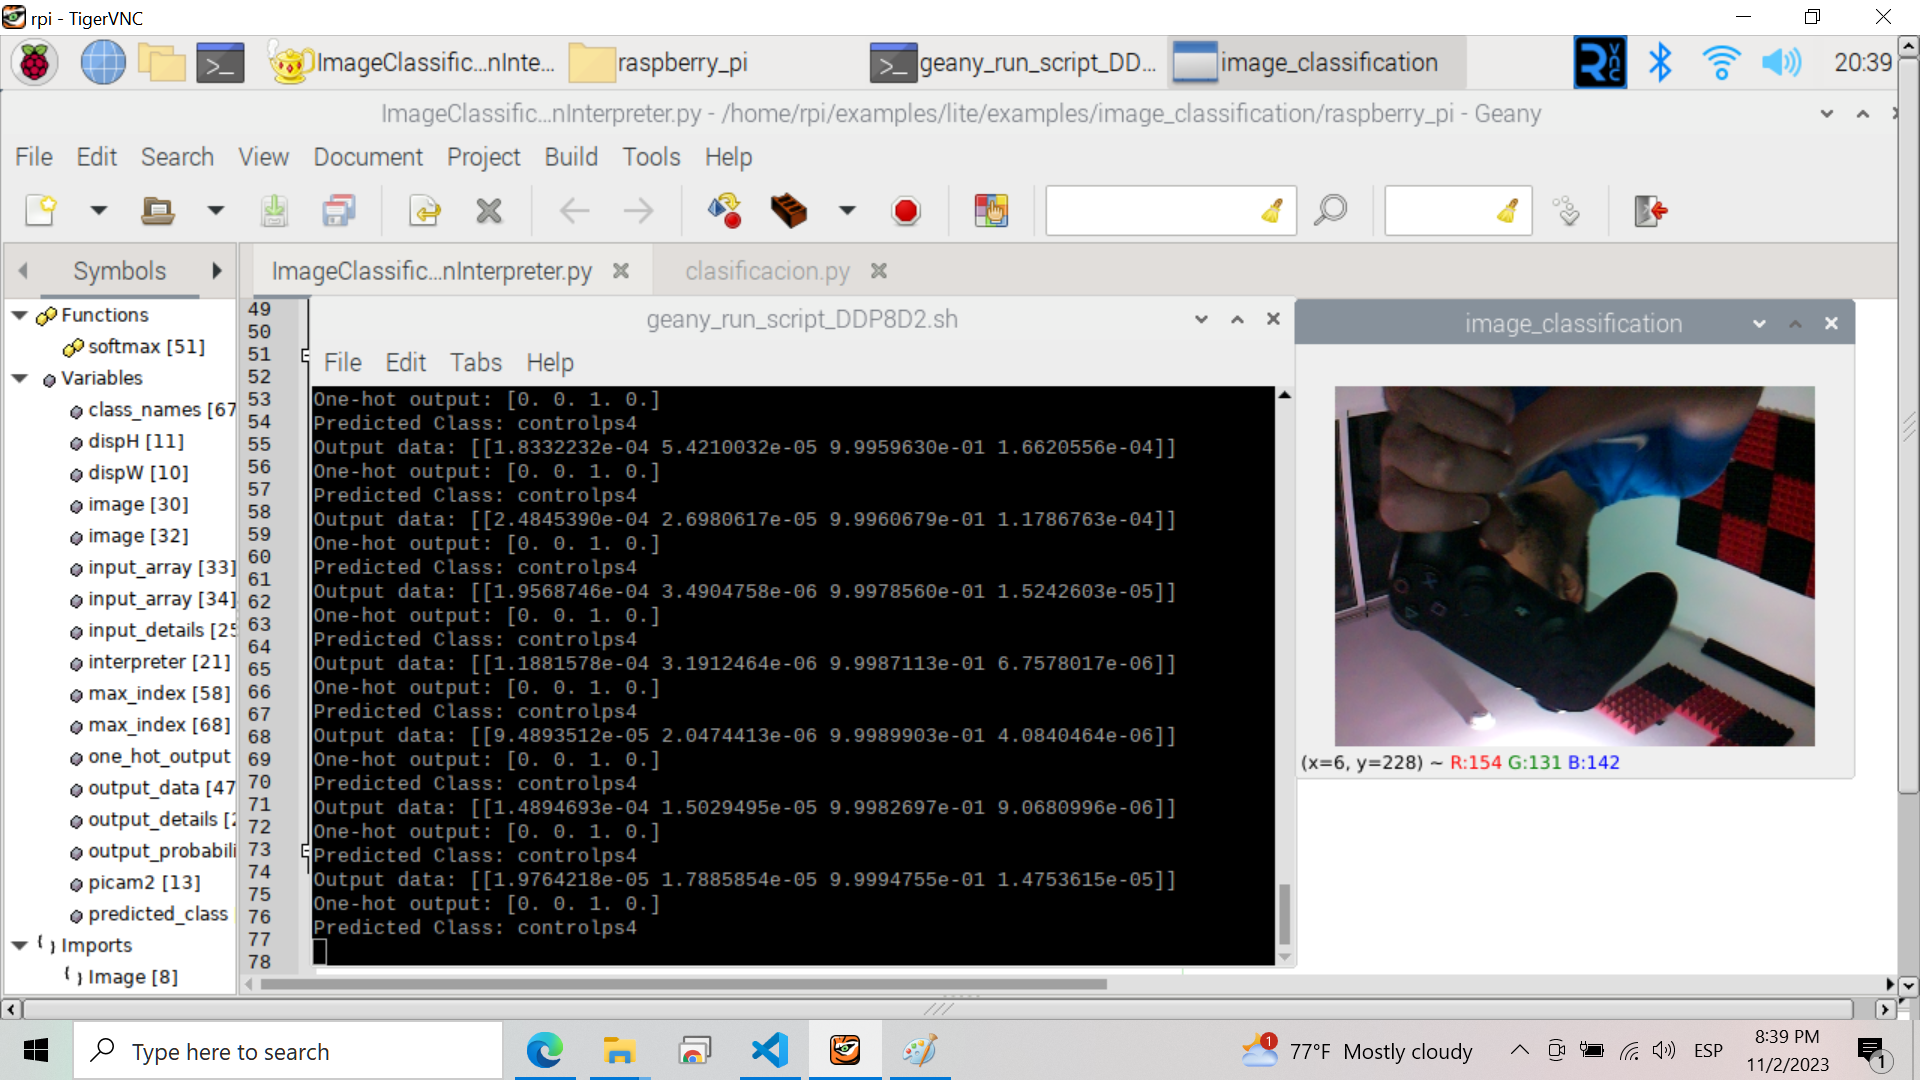 rpi - TigerVNC
ImageClassific...nInte...
raspberry_pi
geany_run_script_DD...
image_classification
20:39
ImageClassific...nInterpreter.py - /home/rpi/examples/lite/examples/image_classification/raspberry_pi - Geany
File Edit Search View Document Project Build Tools Help
Symbols
ImageClassific...nInterpreter.py
clasificacion.py
Functions
softmax [51]
Variables
class_names [67
dispH [11]
dispW [10]
image [30]
image [32]
input_array [33]
input_array [34]
input_details [25
interpreter [21]
max_index [58]
max_index [68]
one_hot_output
output_data [47
output_details [2
output_probabili
picam2 [13]
predicted_class
Imports
Image [8]
49
50
51
52
53
54
55
56
57
58
59
60
61
62
63
64
65
66
67
68
69
70
71
72
73
74
75
76
77
78
geany_run_script_DDP8D2.sh
File Edit Tabs Help
One-hot output: [0. 0. 1. 0.]
Predicted Class: controlps4
Output data: [[1.8332232e-04 5.4210032e-05 9.9959630e-01 1.6620556e-04]]
One-hot output: [0. 0. 1. 0.]
Predicted Class: controlps4
Output data: [[2.4845390e-04 2.6980617e-05 9.9960679e-01 1.1786763e-04]]
One-hot output: [0. 0. 1. 0.]
Predicted Class: controlps4
Output data: [[1.9568746e-04 3.4904758e-06 9.9978560e-01 1.5242603e-05]]
One-hot output: [0. 0. 1. 0.]
Predicted Class: controlps4
Output data: [[1.1881578e-04 3.1912464e-06 9.9987113e-01 6.7578017e-06]]
One-hot output: [0. 0. 1. 0.]
Predicted Class: controlps4
Output data: [[9.4893512e-05 2.0474413e-06 9.9989903e-01 4.0840464e-06]]
One-hot output: [0. 0. 1. 0.]
Predicted Class: controlps4
Output data: [[1.4894693e-04 1.5029495e-05 9.9982697e-01 9.0680996e-06]]
One-hot output: [0. 0. 1. 0.]
Predicted Class: controlps4
Output data: [[1.9764218e-05 1.7885854e-05 9.9994755e-01 1.4753615e-05]]
One-hot output: [0. 0. 1. 0.]
Predicted Class: controlps4
image_classification
(x=6, y=228) ~ R:154 G:131 B:142
Type here to search
1
77°F Mostly cloudy
ESP
8:39 PM
11/2/2023
1